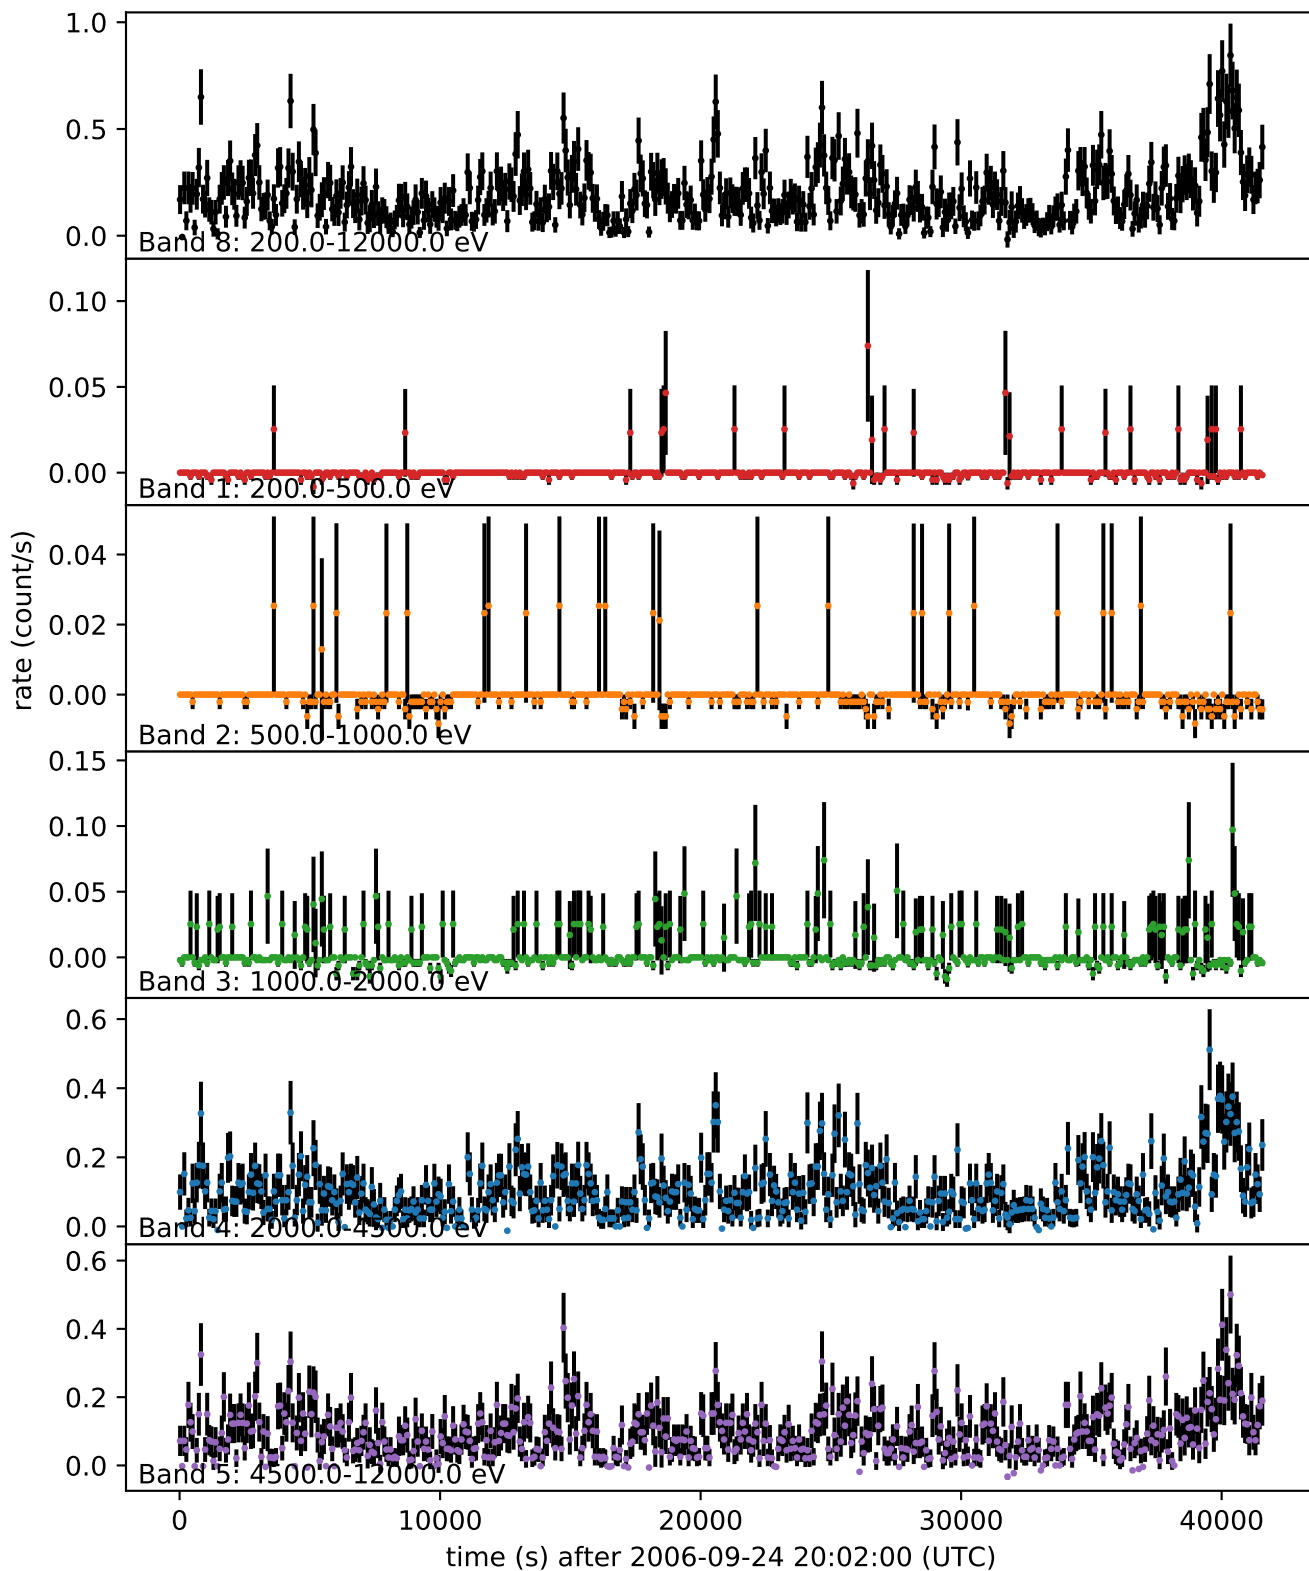 1.0
0.5
0.0
Band 8: 200.0-12000.0 eV
0.10
0.05
0.00
Band 1: 200.0-500.0 eV
0.04
0.02
0.00
Band 2: 500.0-1000.0 eV
rate (count/s)
0.15
0.10
0.05
0.00
Band 3: 1000.0-2000.0 eV
0.6
0.4
0.2
0.0
Band 4: 2000.0-4500.0 eV
0.6
0.4
0.2
0.0
Band 5: 4500.0-12000.0 eV
0 10000 20000 30000 40000
time (s) after 2006-09-24 20:02:00 (UTC)